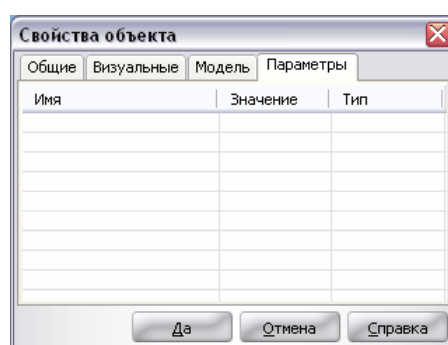 Свойства объекта
Общие Визуальные Модель Параметры
Имя Значение Тип
Да Отмена Справка